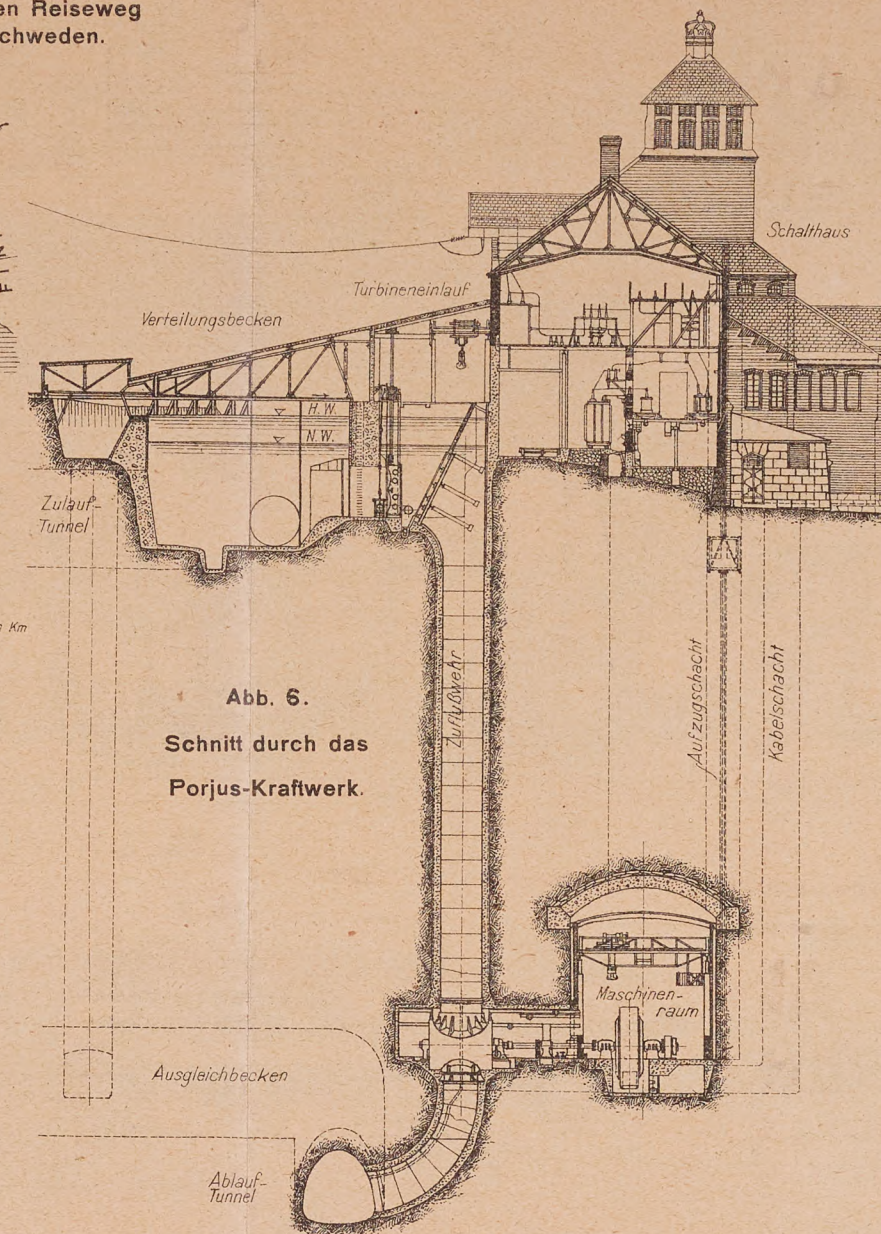 en Reiseweg
chweden.
Schalthaus
Turbineneinlauf
Verteilungsbecken
H.W.
N.W.
Zulauf-
Tunnel
Km
Abb. 6.
Schnitt durch das
Porjus-Kraftwerk.
Zuflußwehr
Aufzugschacht
Kabelschacht
Maschinen-
raum
Ausgleichbecken
Ablauf-
Tunnel